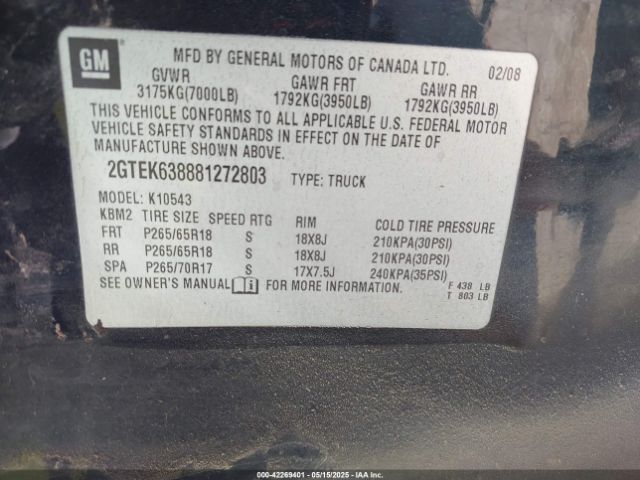 GM
MFD BY GENERAL MOTORS OF CANADA LTD. 02/08
GVWR GAWR FRT GAWR RR
3175KG(7000LB) 1792KG(3950LB) 1792KG(3950LB)
THIS VEHICLE CONFORMS TO ALL APPLICABLE U.S. FEDERAL MOTOR
VEHICLE SAFETY STANDARDS IN EFFECT ON THE DATE OF
MANUFACTURE SHOWN ABOVE.
2GTEK638881272803 TYPE: TRUCK
MODEL: K10543
KBM2 TIRE SIZE SPEED RTG RIM COLD TIRE PRESSURE
FRT P265/65R18 S 18X8J 210KPA(30PSI)
RR P265/65R18 S 18X8J 210KPA(30PSI)
SPA P265/70R17 S 17X7.5J 240KPA(35PSI)
SEE OWNER'S MANUAL FOR MORE INFORMATION.
F 438 LB
T 803 LB
000-42269401 - 05/15/2025 - IAAI.COM